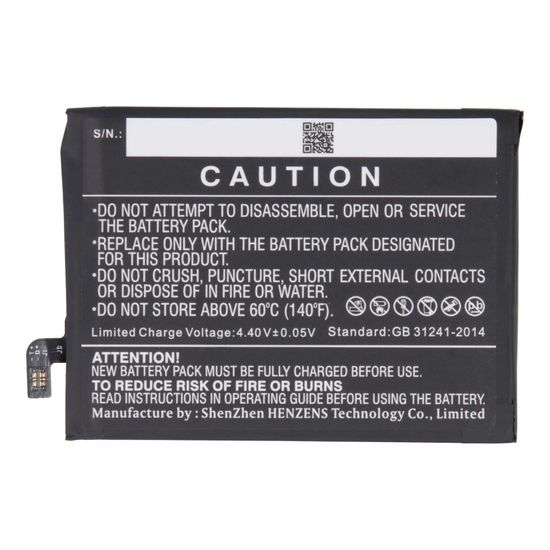 S/N.:
CAUTION
•DO NOT ATTEMPT TO DISASSEMBLE, OPEN OR SERVICE
THE BATTERY PACK.
•REPLACE ONLY WITH THE BATTERY PACK DESIGNATED
FOR THIS PRODUCT.
•DO NOT CRUSH, PUNCTURE, SHORT EXTERNAL CONTACTS
OR DISPOSE OF IN FIRE OR WATER.
•DO NOT STORE ABOVE 60℃ (140℉).
Limited Charge Voltage:4.40V±0.05V Standard:GB 31241-2014
ATTENTION:
NEW BATTERY PACK MUST BE FULLY CHARGED BEFORE USE.
TO REDUCE RISK OF FIRE OR BURNS
READ INSTRUCTIONS IN OPERATING GUIDE BEFORE USING
BATTERY PACK.
Manufacture by : ShenZhen HENZENS Technology Co., Limited